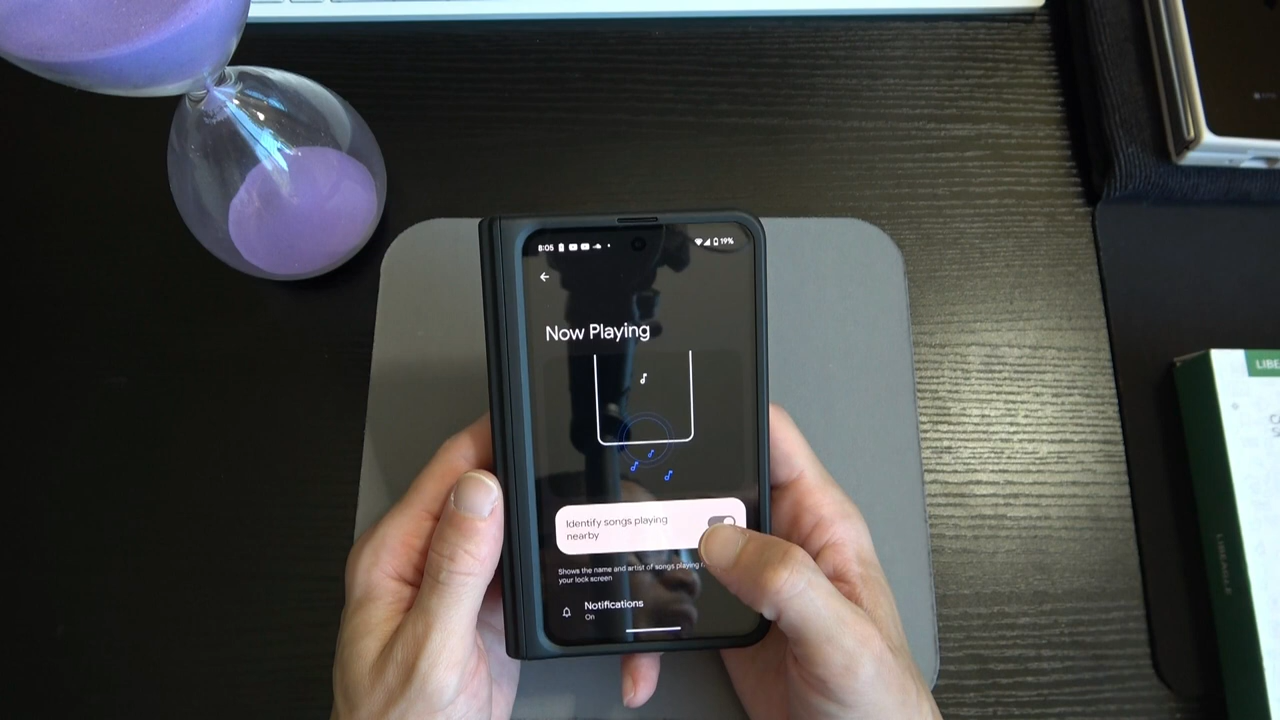 8:05
19%
Now Playing
Identify songs playing
nearby
Shows the name and artist of songs playing
your lock screen
Notifications
On
LIBE